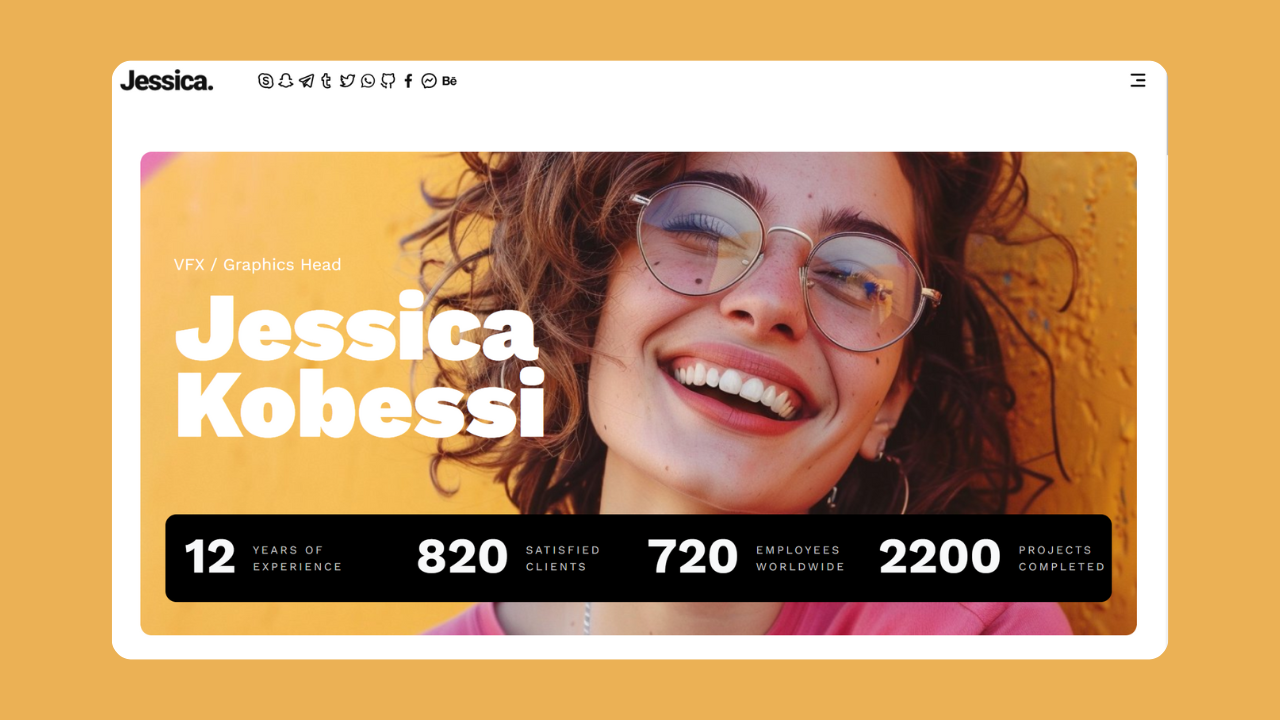 Jessica.
Bē
VFX / Graphics Head
Jessica
Kobessi
12 YEARS OF
EXPERIENCE
820 SATISFIED
CLIENTS
720 EMPLOYEES
WORLDWIDE
2200 PROJECTS
COMPLETED